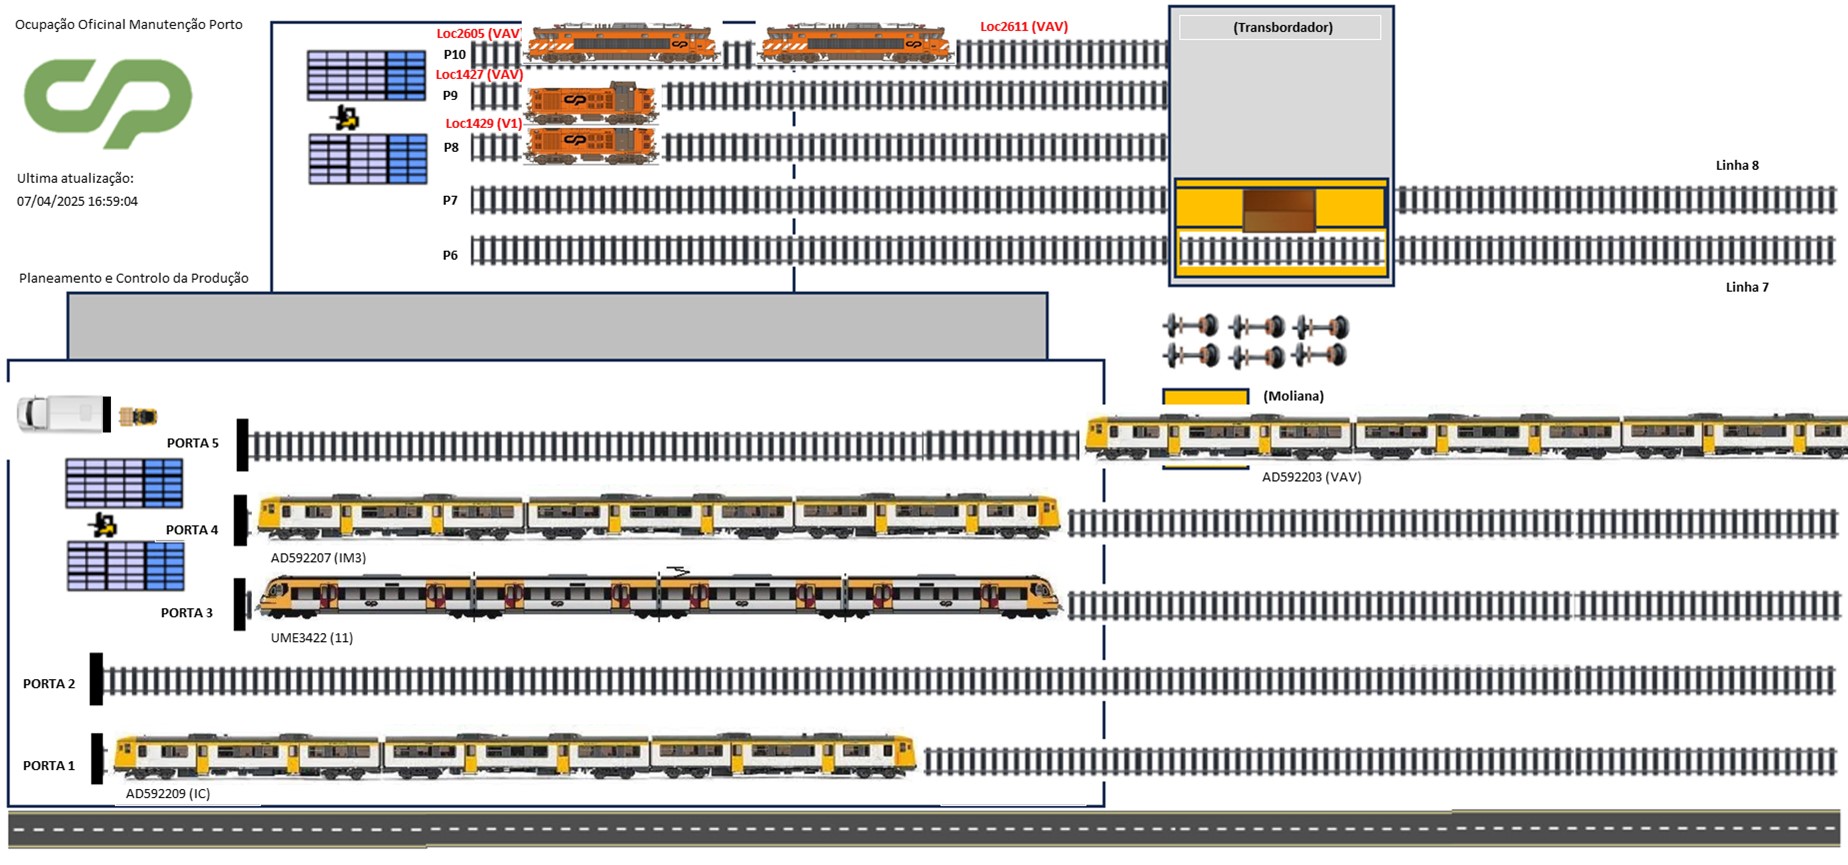 Ocupação Oficinal Manutenção Porto
Loc2605 (VAV)
Loc2611 (VAV)
(Transbordador)
P10
Loc1427 (VAV)
P9
Loc1429 (V1)
P8
Linha 8
Ultima atualização:
07/04/2025 16:59:04
P7
P6
Planeamento e Controlo da Produção
Linha 7
(Moliana)
PORTA 5
AD592203 (VAV)
PORTA 4
AD592207 (IM3)
PORTA 3
UME3422 (11)
PORTA 2
PORTA 1
AD592209 (IC)